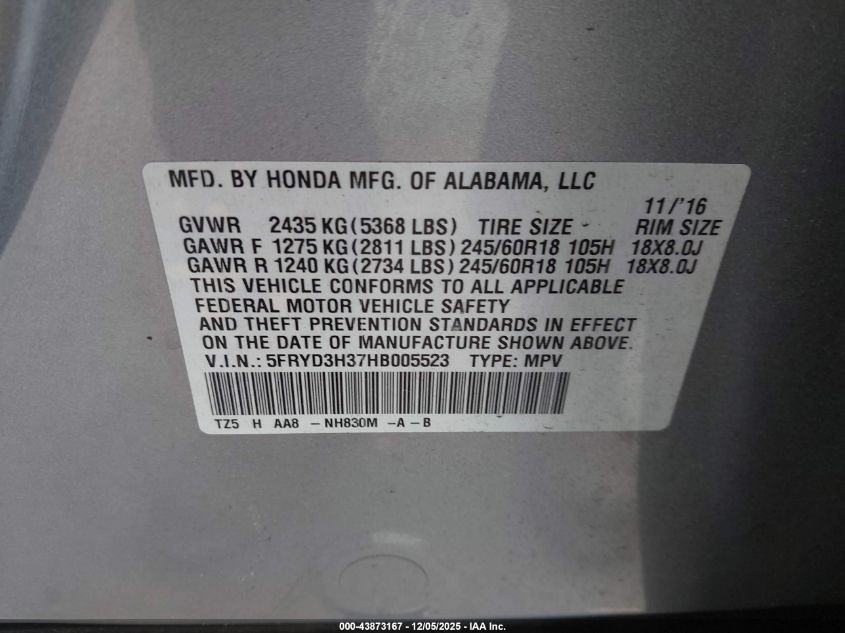 MFD. BY HONDA MFG. OF ALABAMA, LLC
11/'16
GVWR 2435 KG(5368 LBS) TIRE SIZE RIM SIZE
GAWR F 1275 KG(2811 LBS) 245/60R18 105H 18X8.0J
GAWR R 1240 KG(2734 LBS) 245/60R18 105H 18X8.0J
THIS VEHICLE CONFORMS TO ALL APPLICABLE
FEDERAL MOTOR VEHICLE SAFETY
AND THEFT PREVENTION STANDARDS IN EFFECT
ON THE DATE OF MANUFACTURE SHOWN ABOVE.
V.I.N.: 5FRYD3H37HB005523 TYPE: MPV
TZ5 H AA8 -NH830M -A-B
000-43873167 - 12/05/2025 - IAA Inc.